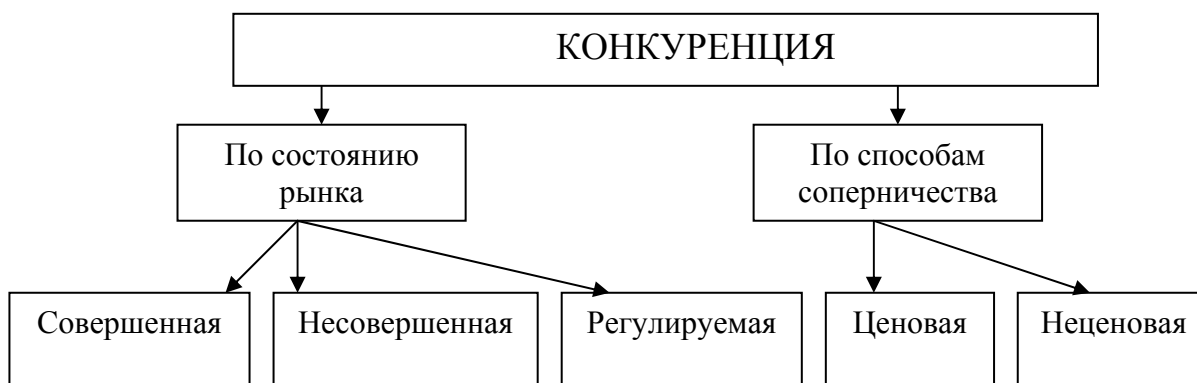 КОНКУРЕНЦИЯ
По состоянию
рынка
По способам
соперничества
Совершенная
Несовершенная
Регулируемая
Ценовая
Неценовая